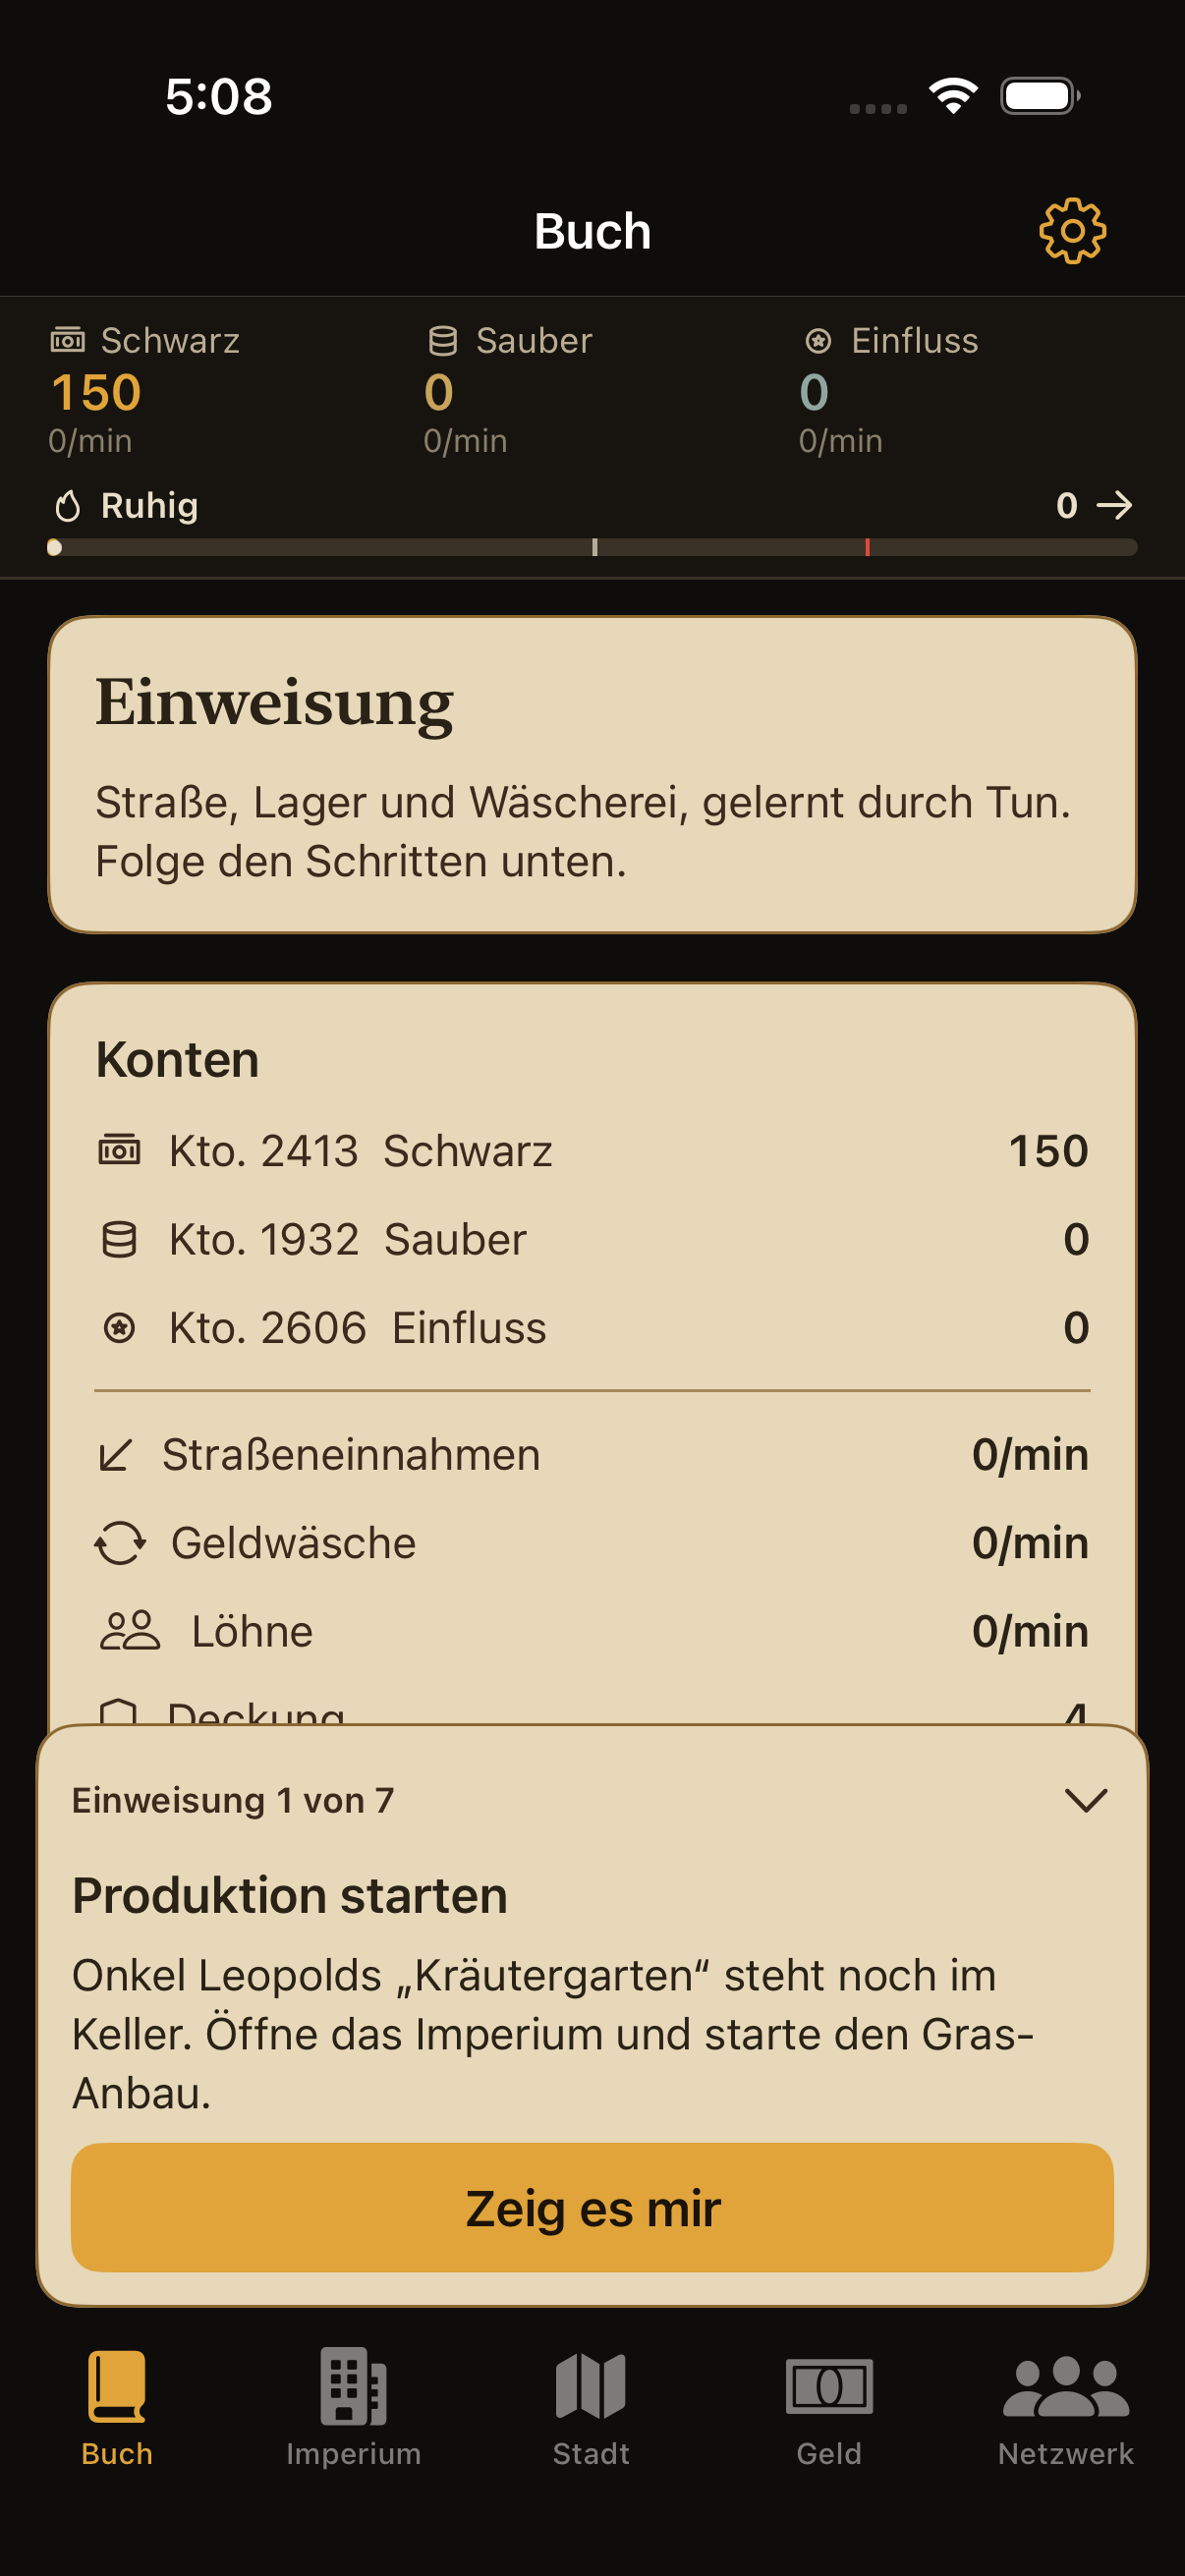 5:08
Buch
Schwarz Sauber Einfluss
150 0 0
0/min 0/min 0/min
Ruhig 0
Einweisung
Straße, Lager und Wäscherei, gelernt durch Tun.
Folge den Schritten unten.
Konten
Kto. 2413 Schwarz 150
Kto. 1932 Sauber 0
Kto. 2606 Einfluss 0
Straßeneinnahmen 0/min
Geldwäsche 0/min
Löhne 0/min
Deckung 4
Einweisung 1 von 7
Produktion starten
Onkel Leopolds „Kräutergarten“ steht noch im
Keller. Öffne das Imperium und starte den Gras-
Anbau.
Zeig es mir
Buch Imperium Stadt Geld Netzwerk